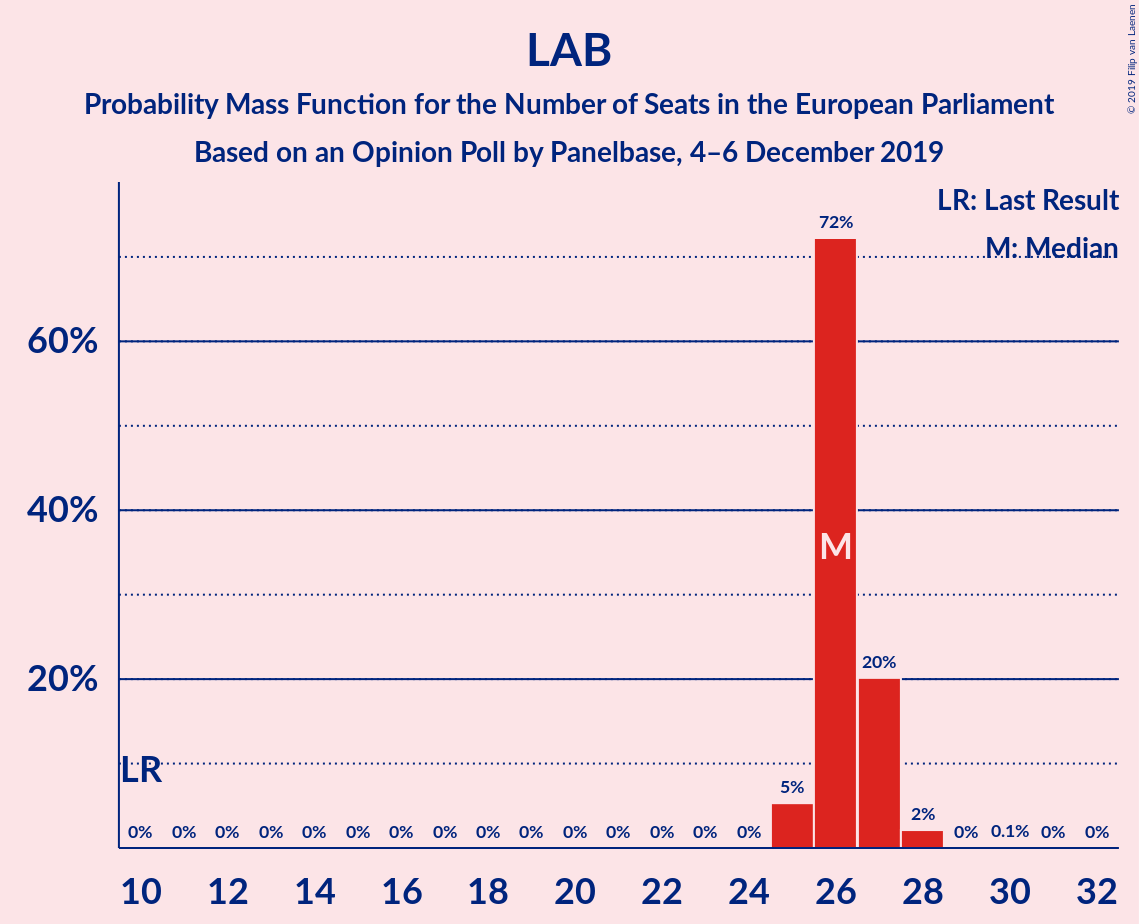 LAB
Probability Mass Function for the Number of Seats in the European Parliament
Based on an Opinion Poll by Panelbase, 4–6 December 2019
© 2019 Filip van Laenen
LR: Last Result
M: Median
72%
60%
40%
M
20%
20%
LR
5%
2%
0% 0% 0% 0% 0% 0% 0% 0% 0% 0% 0% 0% 0% 0% 0% 0% 0.1% 0% 0%
10 12 14 16 18 20 22 24 26 28 30 32